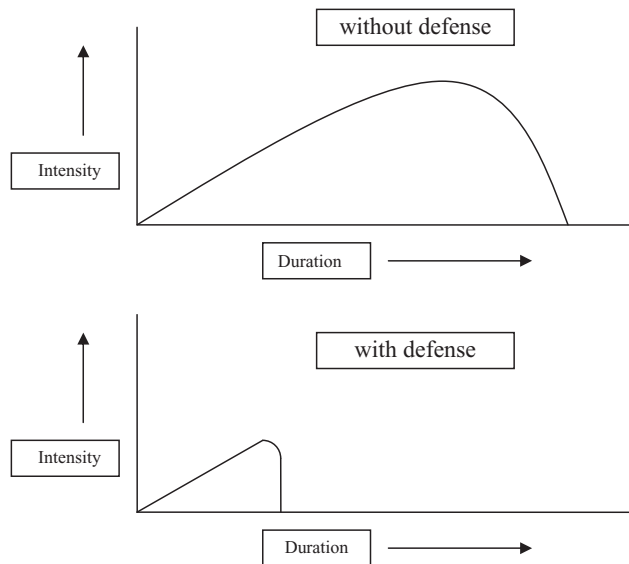 without defense
Intensity
Duration
with defense
Intensity
Duration